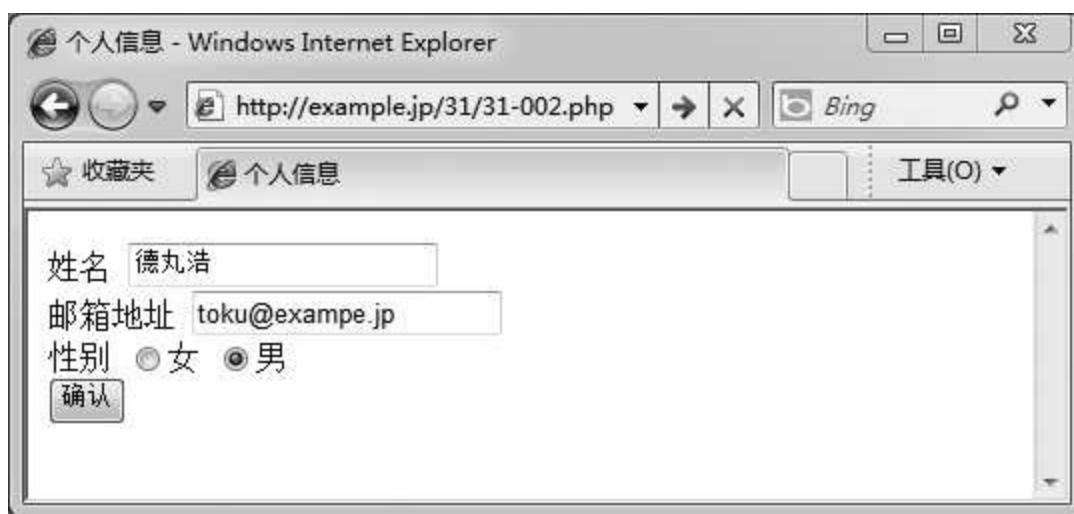 个人信息 - Windows Internet Explorer
http://example.jp/31/31-002.php
Bing
收藏夹
个人信息
工具(O)
姓名 德丸浩
邮箱地址 toku@exampe.jp
性别 女 男
确认